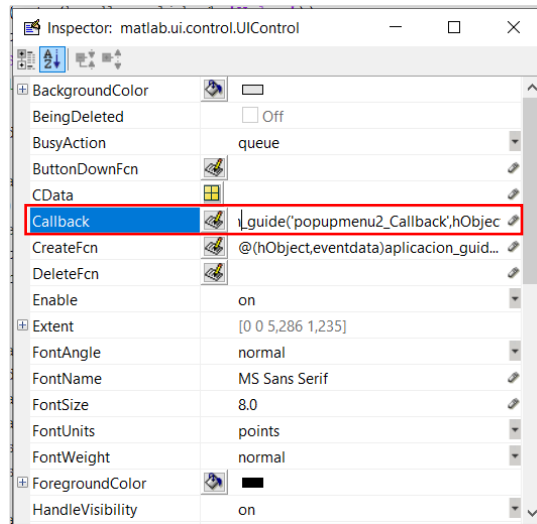 Inspector: matlab.ui.control.UIControl
BackgroundColor
BeingDeleted Off
BusyAction queue
ButtonDownFcn
CData
Callback _guide('popupmenu2_Callback',hObjec
CreateFcn @(hObject,eventdata)aplicacion_guid...
DeleteFcn
Enable on
Extent [0 0 5,286 1,235]
FontAngle normal
FontName MS Sans Serif
FontSize 8.0
FontUnits points
FontWeight normal
ForegroundColor
HandleVisibility on